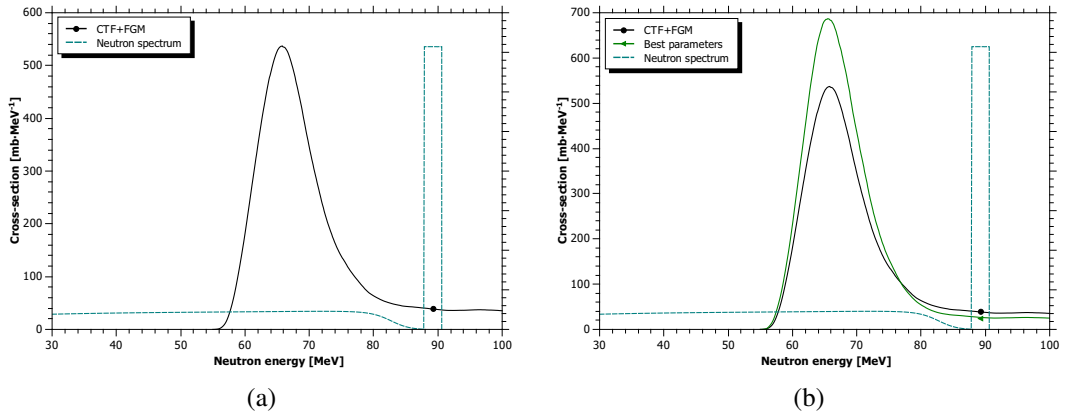 CTF+FGM
Neutron spectrum
Cross-section [mb·MeV⁻¹]
600
500
400
300
200
100
0
30 40 50 60 70 80 90 100
Neutron energy [MeV]
(a)
CTF+FGM
Best parameters
Neutron spectrum
Cross-section [mb·MeV⁻¹]
700
600
500
400
300
200
100
0
30 40 50 60 70 80 90 100
Neutron energy [MeV]
(b)